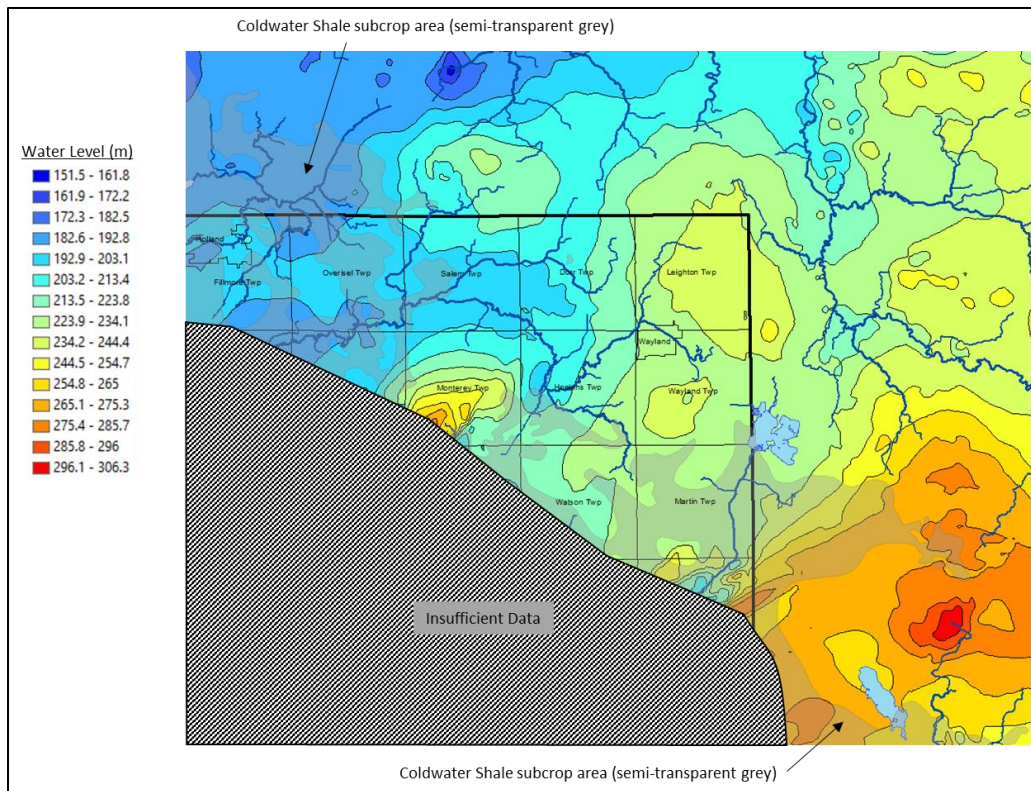 Coldwater Shale subcrop area (semi-transparent grey)
Water Level (m)
151.5 - 161.8
161.9 - 172.2
172.3 - 182.5
182.6 - 192.8
192.9 - 203.1
203.2 - 213.4
213.5 - 223.8
223.9 - 234.1
234.2 - 244.4
244.5 - 254.7
254.8 - 265
265.1 - 275.3
275.4 - 285.7
285.8 - 296
296.1 - 306.3
Holland
Fillmore Twp
Overisel Twp
Salem Twp
Dorr Twp
Leighton Twp
Wayland
Monterey Twp
Hopkins Twp
Wayland Twp
Watson Twp
Martin Twp
Insufficient Data
Coldwater Shale subcrop area (semi-transparent grey)